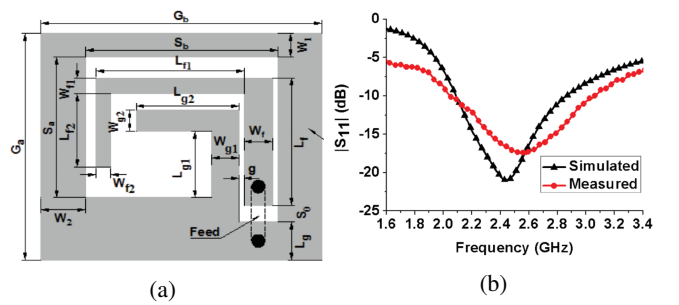 G_b
S_b
W_1
L_f1
W_f1
L_g2
G_a
S_a
L_f2
W_g2
W_f
L_f
W_g1
L_g1
g
W_f2
W_2
S_0
Feed
L_g
(a)
|S_11| (dB)
0
-5
-10
-15
-20
-25
Simulated
Measured
1.6 1.8 2.0 2.2 2.4 2.6 2.8 3.0 3.2 3.4
Frequency (GHz)
(b)